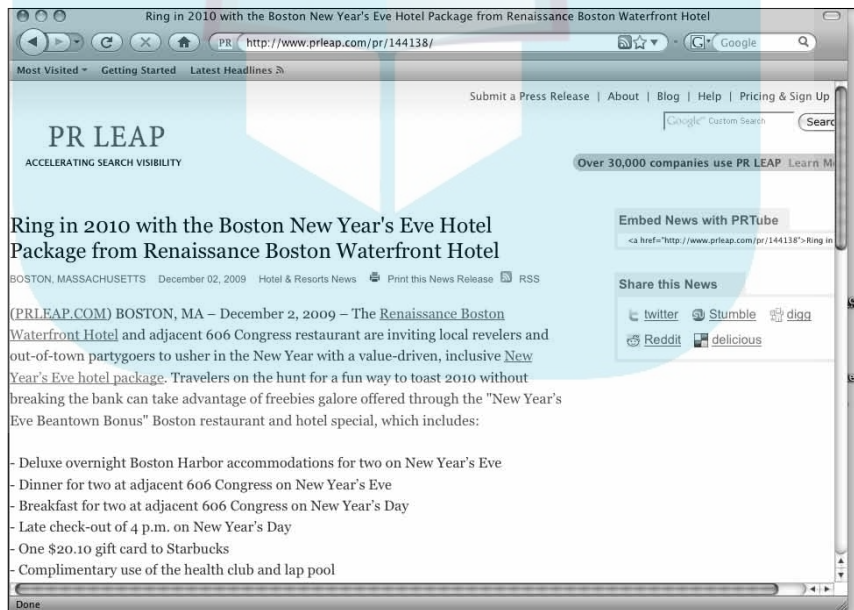 Ring in 2010 with the Boston New Year's Eve Hotel Package from Renaissance Boston Waterfront Hotel
PR http://www.prleap.com/pr/144138/
G Google
Most Visited Getting Started Latest Headlines
Submit a Press Release | About | Blog | Help | Pricing & Sign Up
Google™ Custom Search Searc
PR LEAP
ACCELERATING SEARCH VISIBILITY
Over 30,000 companies use PR LEAP Learn M
Ring in 2010 with the Boston New Year's Eve Hotel
Package from Renaissance Boston Waterfront Hotel
BOSTON, MASSACHUSETTS December 02, 2009 Hotel & Resorts News Print this News Release RSS
(PRLEAP.COM) BOSTON, MA – December 2, 2009 – The Renaissance Boston
Waterfront Hotel and adjacent 606 Congress restaurant are inviting local revelers and
out-of-town partygoers to usher in the New Year with a value-driven, inclusive New
Year's Eve hotel package. Travelers on the hunt for a fun way to toast 2010 without
breaking the bank can take advantage of freebies galore offered through the "New Year's
Eve Beantown Bonus" Boston restaurant and hotel special, which includes:
- Deluxe overnight Boston Harbor accommodations for two on New Year's Eve
- Dinner for two at adjacent 606 Congress on New Year's Eve
- Breakfast for two at adjacent 606 Congress on New Year's Day
- Late check-out of 4 p.m. on New Year's Day
- One $20.10 gift card to Starbucks
- Complimentary use of the health club and lap pool
Embed News with PRTube
<a href="http://www.prleap.com/pr/144138">Ring in
Share this News
twitter Stumble digg
Reddit delicious
Done